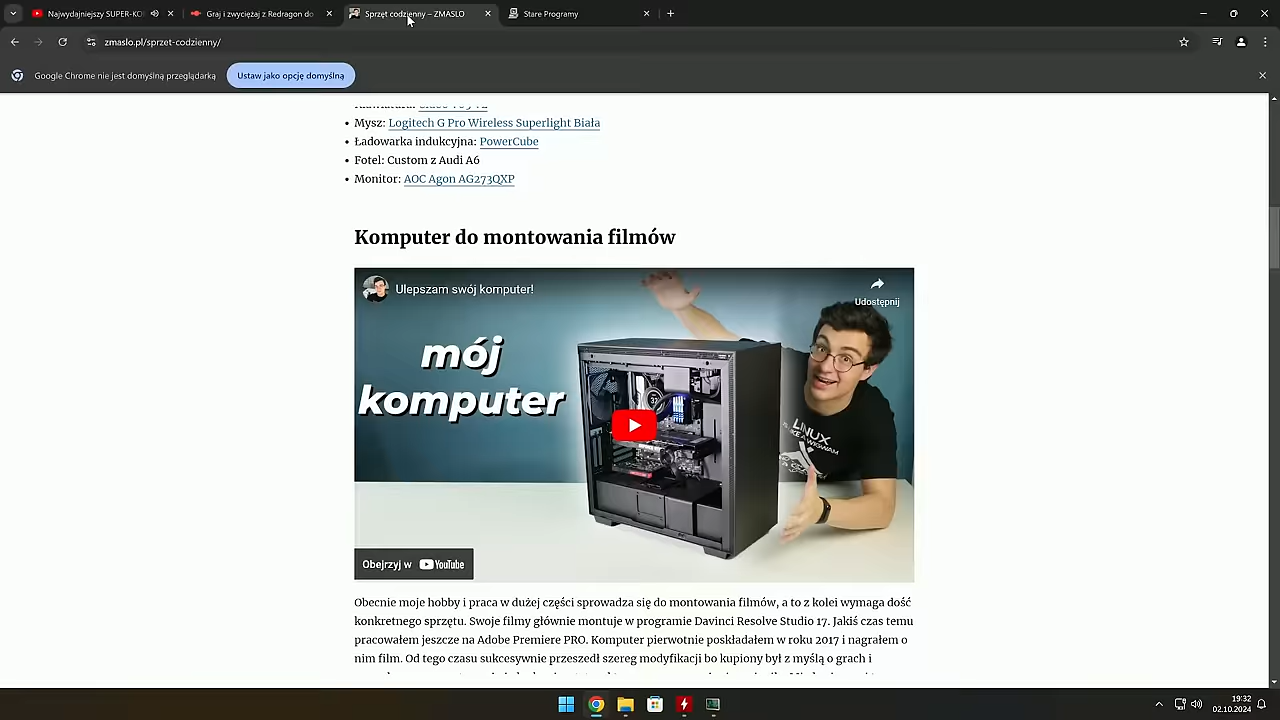 Najwydajniejszy SUPER-KO
Graj i zwyciężaj z Redragon do
Sprzęt codzienny – ZMASLO
Stare Programy
zmaslo.pl/sprzet-codzienny/
Google Chrome nie jest domyślną przeglądarką
Ustaw jako opcję domyślną
Mysz: Logitech G Pro Wireless Superlight Biała
Ładowarka indukcyjna: PowerCube
Fotel: Custom z Audi A6
Monitor: AOC Agon AG273QXP
Komputer do montowania filmów
Ulepszam swój komputer!
Udostępnij
mój
komputer
LINUX
Obejrzyj w YouTube
Obecnie moje hobby i praca w dużej części sprowadza się do montowania filmów, a to z kolei wymaga dość
konkretnego sprzętu. Swoje filmy głównie montuje w programie Davinci Resolve Studio 17. Jakiś czas temu
pracowałem jeszcze na Adobe Premiere PRO. Komputer pierwotnie poskładałem w roku 2017 i nagrałem o
nim film. Od tego czasu sukcesywnie przeszedł szereg modyfikacji bo kupiony był z myślą o grach i
19:32
02.10.2024